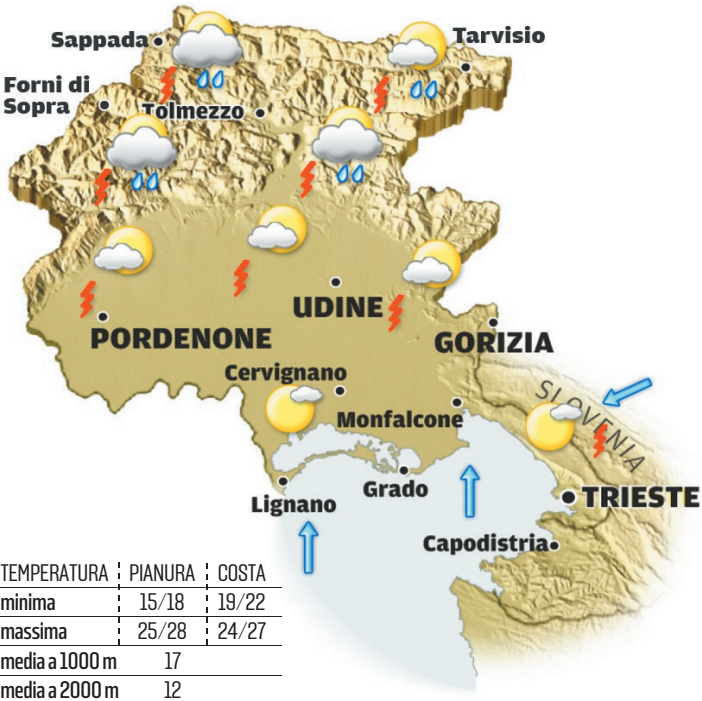 Sappada
Tarvisio
Forni di
Sopra
Tolmezzo
UDINE
PORDENONE
GORIZIA
Cervignano
SLOVENIA
Monfalcone
Grado
Lignano
TRIESTE
Capodistria
TEMPERATURA PIANURA COSTA
minima 15/18 19/22
massima 25/28 24/27
media a 1000 m 17
media a 2000 m 12